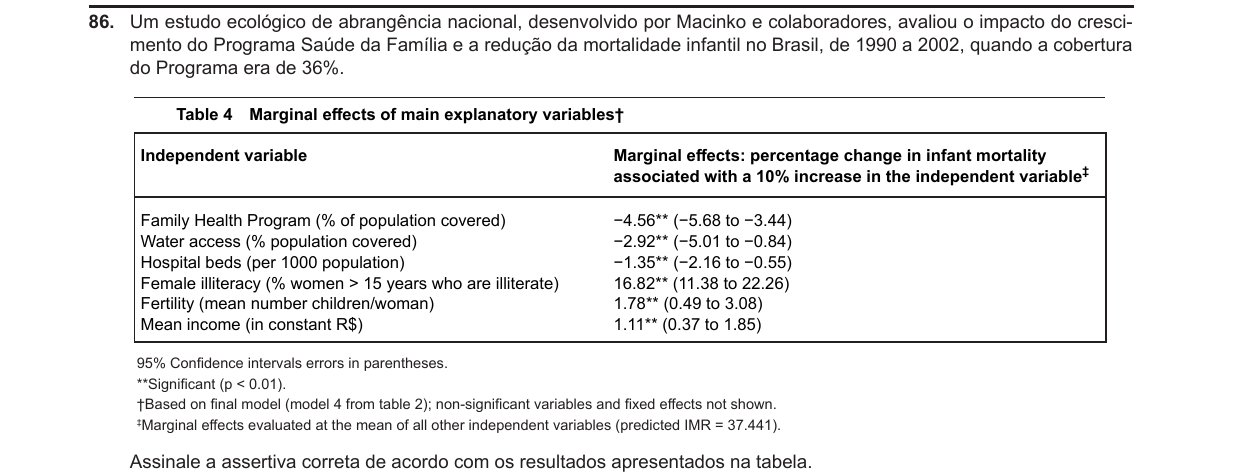 86. Um estudo ecológico de abrangência nacional, desenvolvido por Macinko e colaboradores, avaliou o impacto do cresci-
mento do Programa Saúde da Família e a redução da mortalidade infantil no Brasil, de 1990 a 2002, quando a cobertura
do Programa era de 36%.
Table 4 Marginal effects of main explanatory variables†
Independent variable Marginal effects: percentage change in infant mortality
associated with a 10% increase in the independent variable‡
Family Health Program (% of population covered) −4.56** (−5.68 to −3.44)
Water access (% population covered) −2.92** (−5.01 to −0.84)
Hospital beds (per 1000 population) −1.35** (−2.16 to −0.55)
Female illiteracy (% women > 15 years who are illiterate) 16.82** (11.38 to 22.26)
Fertility (mean number children/woman) 1.78** (0.49 to 3.08)
Mean income (in constant R$) 1.11** (0.37 to 1.85)
95% Confidence intervals errors in parentheses.
**Significant (p < 0.01).
†Based on final model (model 4 from table 2); non-significant variables and fixed effects not shown.
‡Marginal effects evaluated at the mean of all other independent variables (predicted IMR = 37.441).
Assinale a assertiva correta de acordo com os resultados apresentados na tabela.